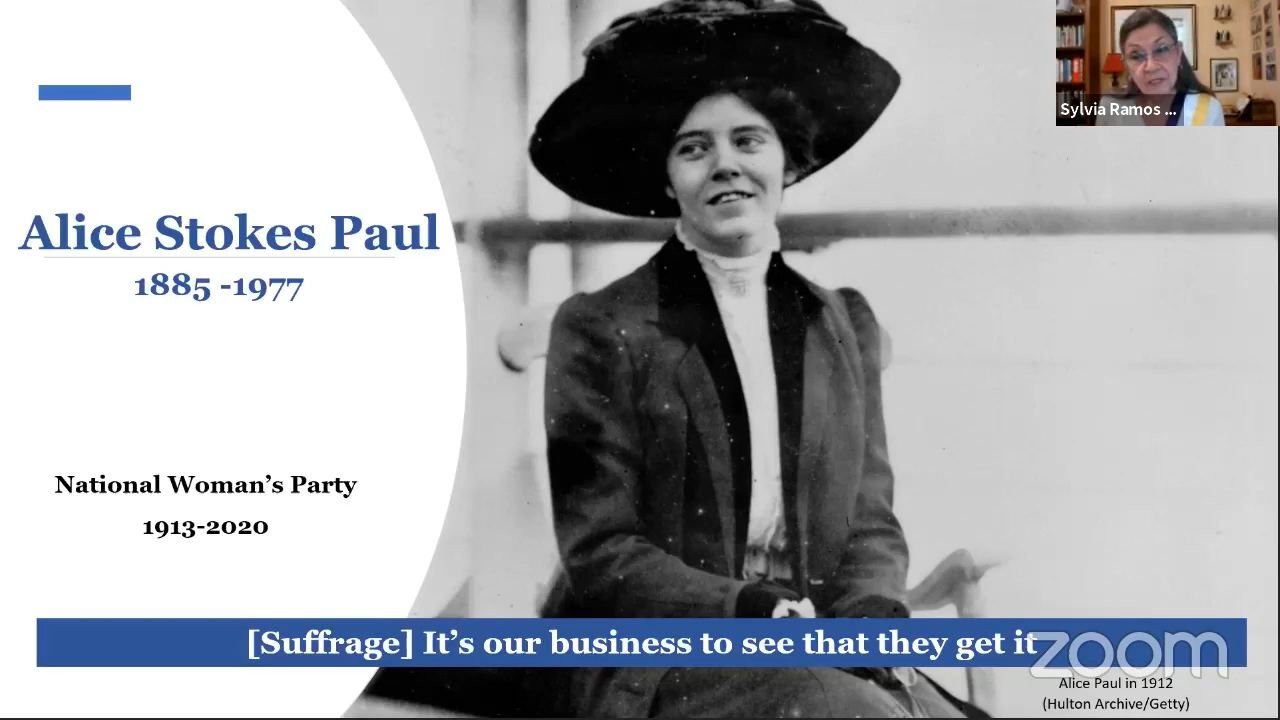 Sylvia Ramos ...
Alice Stokes Paul
1885 -1977
National Woman's Party
1913-2020
[Suffrage] It's our business to see that they get it
zoom
Alice Paul in 1912
(Hulton Archive/Getty)